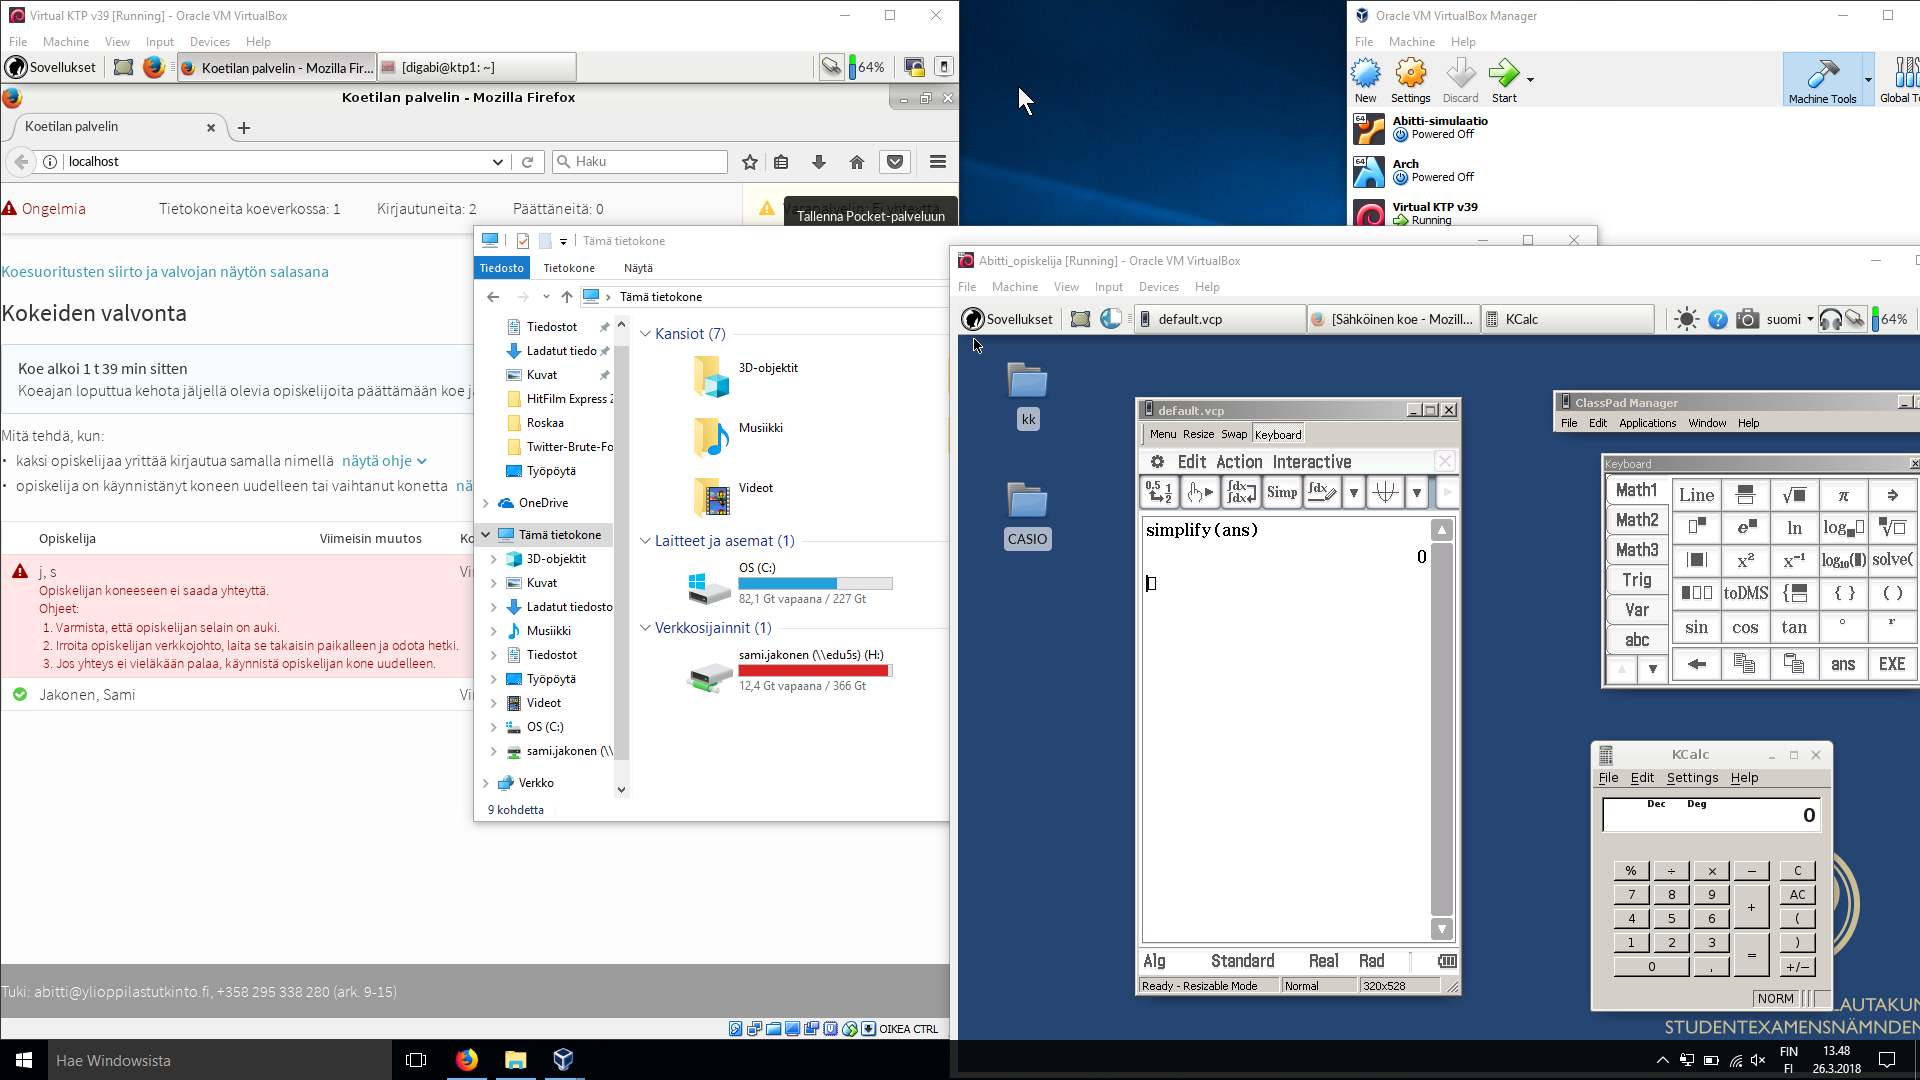 Virtual KTP v39 [Running] - Oracle VM VirtualBox
File Machine View Input Devices Help
Sovellukset
Koetilan palvelin - Mozilla Fir...
[digabi@ktp1: ~]
64%
Koetilan palvelin - Mozilla Firefox
Koetilan palvelin
localhost
Haku
Ongelmia
Tietokoneita koeverkossa: 1
Kirjautuneita: 2
Päättäneitä: 0
Tallenna Pocket-palveluun
Koesuoritusten siirto ja valvojan näytön salasana
Kokeiden valvonta
Koe alkoi 1 t 39 min sitten
Koeajan loputtua kehota jäljellä olevia opiskelijoita päättämään koe
Mitä tehdä, kun:
• kaksi opiskelijaa yrittää kirjautua samalla nimellä näytä ohje
• opiskelija on käynnistänyt koneen uudelleen tai vaihtanut konetta
Opiskelija
Viimeisin muutos
j, s
Opiskelijan koneeseen ei saada yhteyttä.
Ohjeet:
1. Varmista, että opiskelijan selain on auki.
2. Irroita opiskelijan verkkojohto, laita se takaisin paikalleen ja odota hetki.
3. Jos yhteys ei vieläkään palaa, käynnistä opiskelijan kone uudelleen.
Jakonen, Sami
Tuki: abitti@ylioppilastutkinto.fi, +358 295 338 280 (ark. 9-15)
OIKEA CTRL
Tämä tietokone
Tiedosto Tietokone Näytä
Tämä tietokone
Tiedostot
Ladatut tiedo
Kuvat
HitFilm Express 2
Roskaa
Twitter-Brute-Fo
Työpöytä
OneDrive
Tämä tietokone
3D-objektit
Kuvat
Ladatut tiedosto
Musiikki
Tiedostot
Työpöytä
Videot
OS (C:)
sami.jakonen (\\
Verkko
9 kohdetta
Kansiot (7)
3D-objektit
Musiikki
Videot
Laitteet ja asemat (1)
OS (C:)
82,1 Gt vapaana / 227 Gt
Verkkosijainnit (1)
sami.jakonen (\\edu5s) (H:)
12,4 Gt vapaana / 366 Gt
Oracle VM VirtualBox Manager
File Machine Help
New Settings Discard Start
Machine Tools
Global To
64
Abitti-simulaatio
Powered Off
64
Arch
Powered Off
Virtual KTP v39
Running
Abitti_opiskelija [Running] - Oracle VM VirtualBox
File Machine View Input Devices Help
Sovellukset
default.vcp
[Sähköinen koe - Mozill...
KCalc
suomi
64%
kk
CASIO
default.vcp
Menu Resize Swap Keyboard
Edit Action Interactive
0.5 1 2
∫dx ∫dx
Simp
∫dx
simplify(ans)
0
Alg Standard Real Rad
Ready - Resizable Mode
Normal
320x528
ClassPad Manager
File Edit Applications Window Help
Keyboard
Math1 Line √■ π ⇒
Math2 e■ ln log
Math3 |■| x² x⁻¹ log₁₀(■) solve(
Trig toDMS { } ( )
Var sin cos tan ° r
abc
ans EXE
KCalc
File Edit Settings Help
Dec Deg
0
% ÷ × − C
7 8 9 + AC
4 5 6 (
1 2 3 = )
0 , +/−
NORM
LAUTAKUN
STUDENTEXAMENSNÄMNDEN
Hae Windowsista
FIN
FI
13.48
26.3.2018